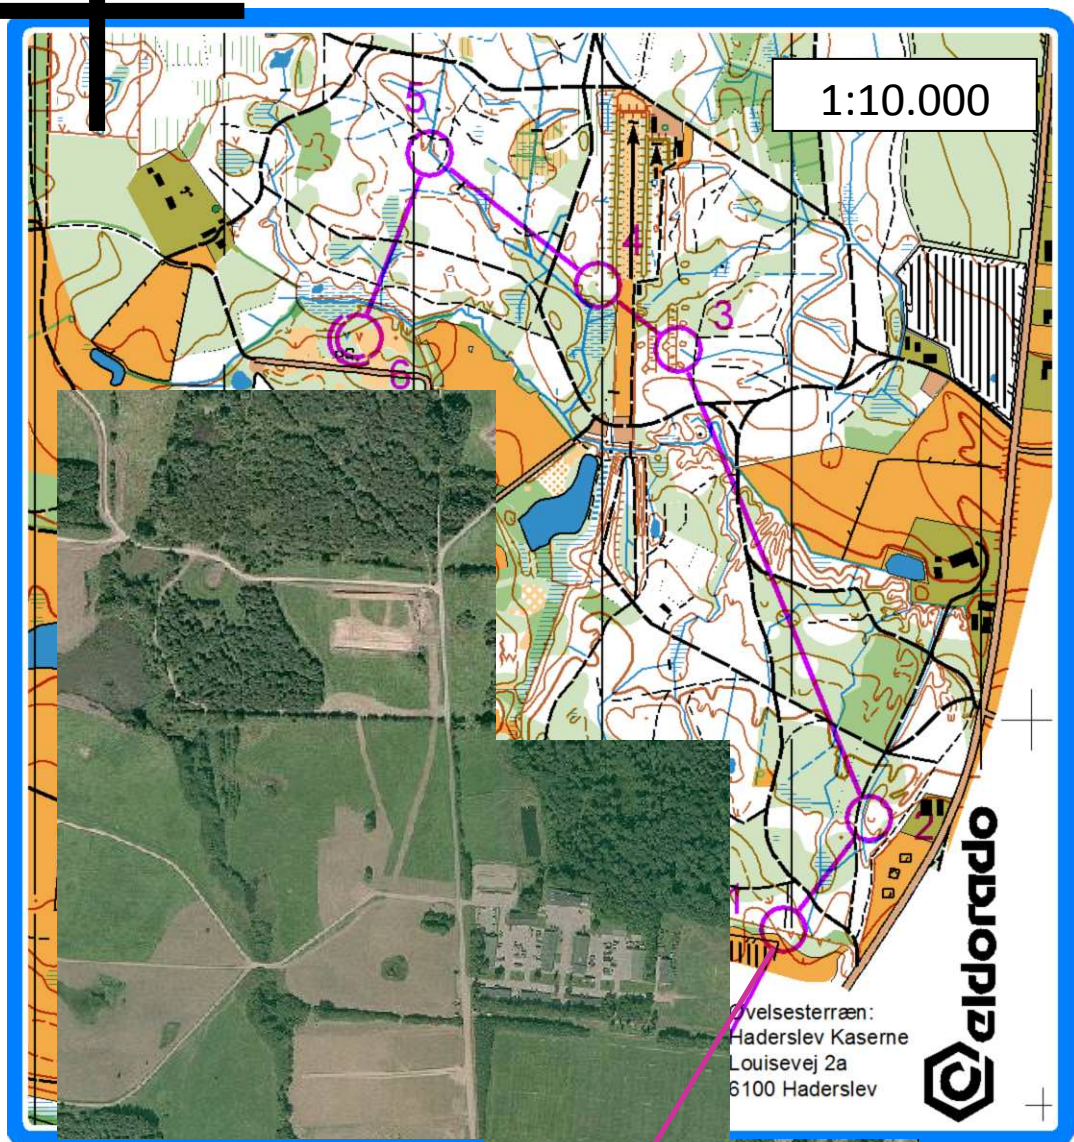 1:10.000
5
4
3
6
2
1
eldorado
Øvelsesterræn:
Haderslev Kaserne
Louisevej 2a
6100 Haderslev